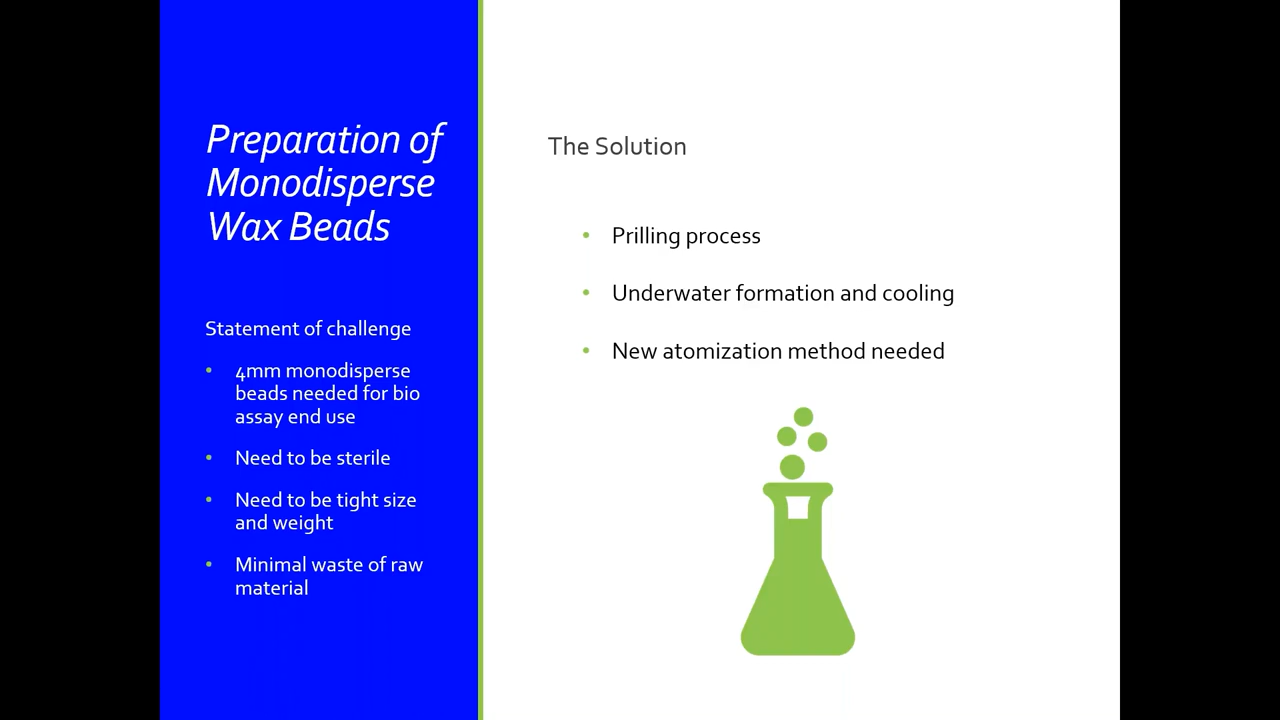 Preparation of
Monodisperse
Wax Beads
Statement of challenge
• 4mm monodisperse
beads needed for bio
assay end use
• Need to be sterile
• Need to be tight size
and weight
• Minimal waste of raw
material
The Solution
• Prilling process
• Underwater formation and cooling
• New atomization method needed